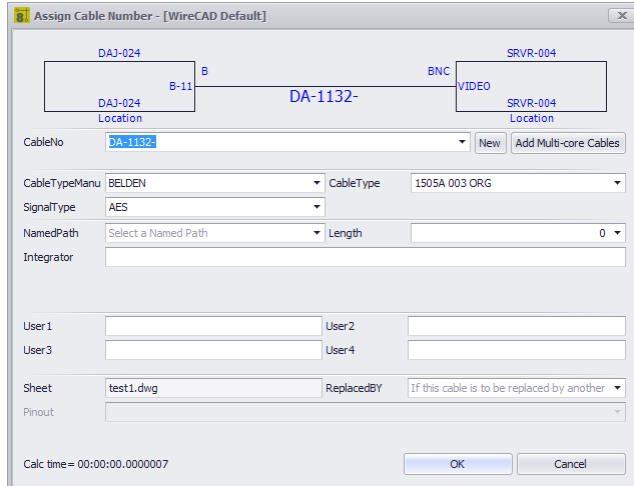 Assign Cable Number - [WireCAD Default]
DAJ-024 SRVR-004
B BNC
B-11 DA-1132- VIDEO
DAJ-024 SRVR-004
Location Location
CableNo DA-1132- New Add Multi-core Cables
CableTypeManu BELDEN CableType 1505A 003 ORG
SignalType AES
NamedPath Select a Named Path Length 0
Integrator
User1 User2
User3 User4
Sheet test1.dwg ReplacedBY If this cable is to be replaced by another
Pinout
Calc time= 00:00:00.0000007 OK Cancel